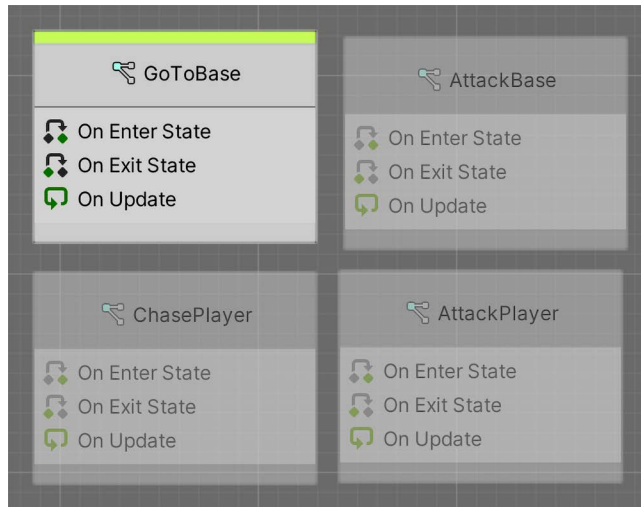 GoToBase
On Enter State
On Exit State
On Update
AttackBase
On Enter State
On Exit State
On Update
ChasePlayer
On Enter State
On Exit State
On Update
AttackPlayer
On Enter State
On Exit State
On Update